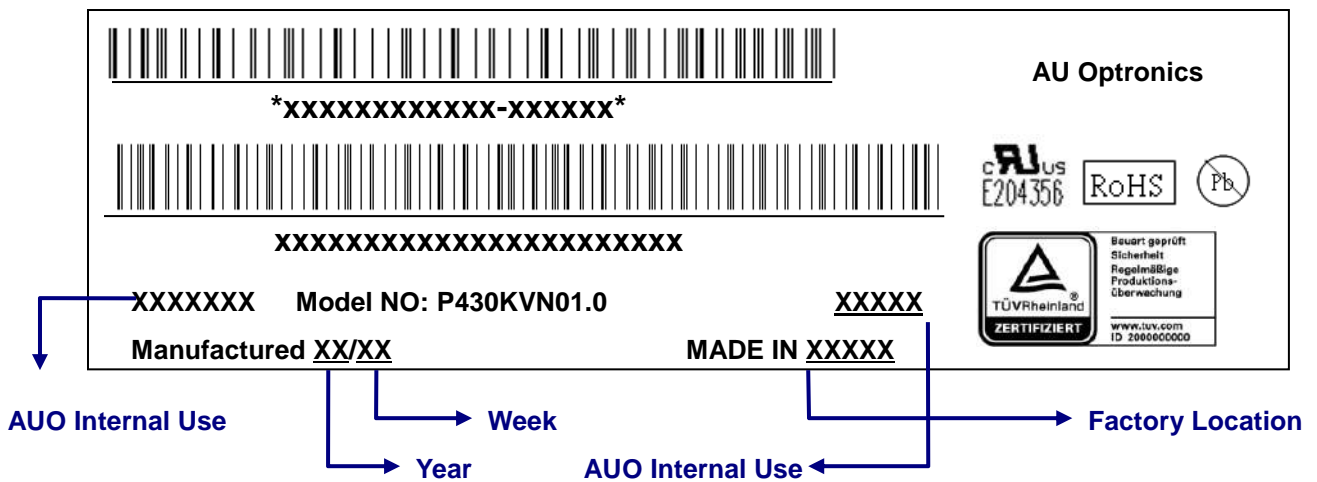 AU Optronics
*xxxxxxxxxxxx-xxxxxx*
cRUus
E204356
RoHS
Pb
xxxxxxxxxxxxxxxxxxxxxxx
Bauart geprüft
Sicherheit
Regelmäßige
Produktions-
überwachung
TÜVRheinland®
ZERTIFIZIERT
www.tuv.com
ID 2000000000
XXXXXXX Model NO: P430KVN01.0 XXXXX
Manufactured XX/XX MADE IN XXXXX
AUO Internal Use
Week
Factory Location
Year
AUO Internal Use